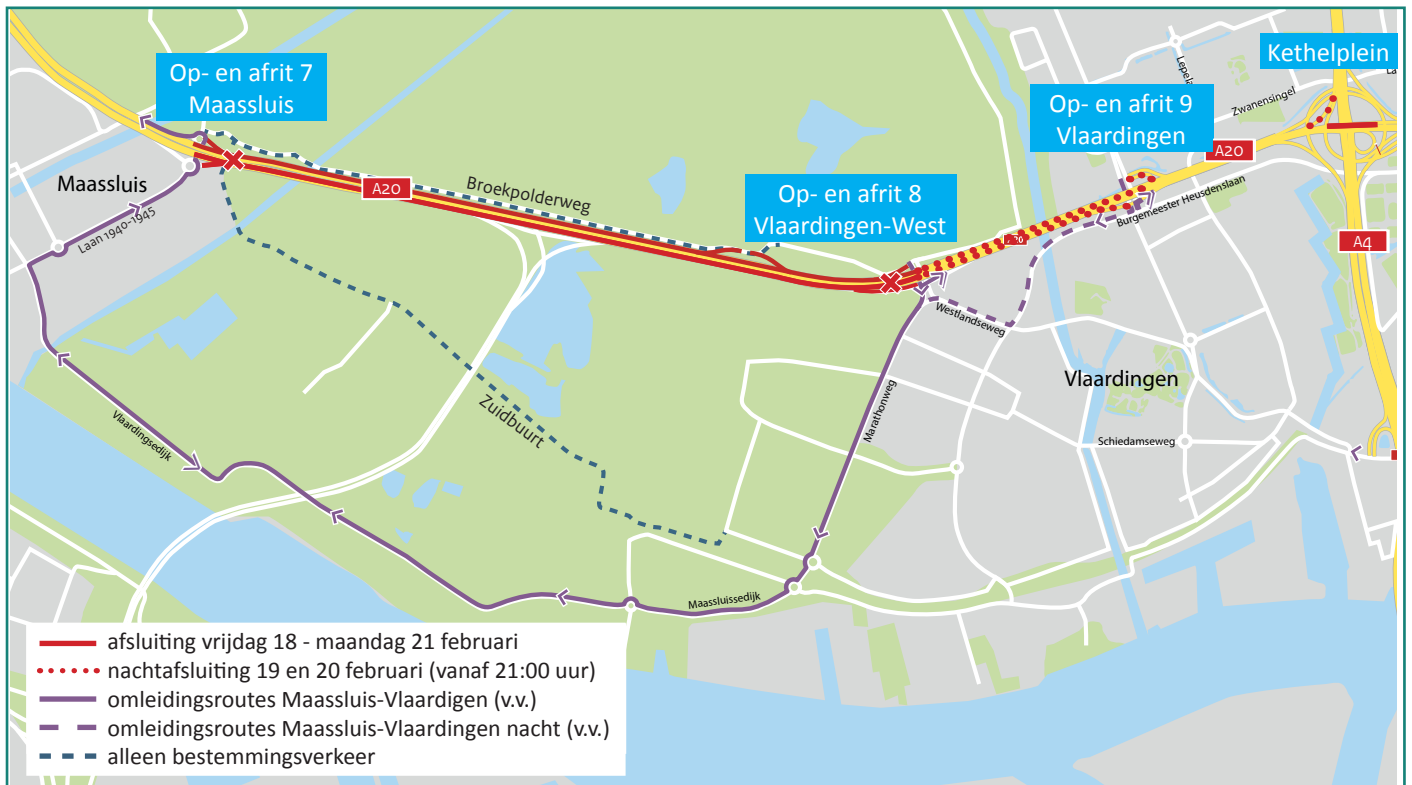 Kethelplein
Op- en afrit 7
Maassluis
Op- en afrit 9
Vlaardingen
Zwanensingel
A20
Maassluis
A20
Broekpolderweg
Op- en afrit 8
Vlaardingen-West
Burgemeester Heusdenslaan
Laan 1940-1945
A4
Westlandseweg
Vlaardingen
Marathonweg
Zuidbuurt
Vlaardingsedijk
Schiedamseweg
Maassluissedijk
afsluiting vrijdag 18 - maandag 21 februari
nachtafsluiting 19 en 20 februari (vanaf 21:00 uur)
omleidingsroutes Maassluis-Vlaardigen (v.v.)
omleidingsroutes Maassluis-Vlaardingen nacht (v.v.)
alleen bestemmingsverkeer